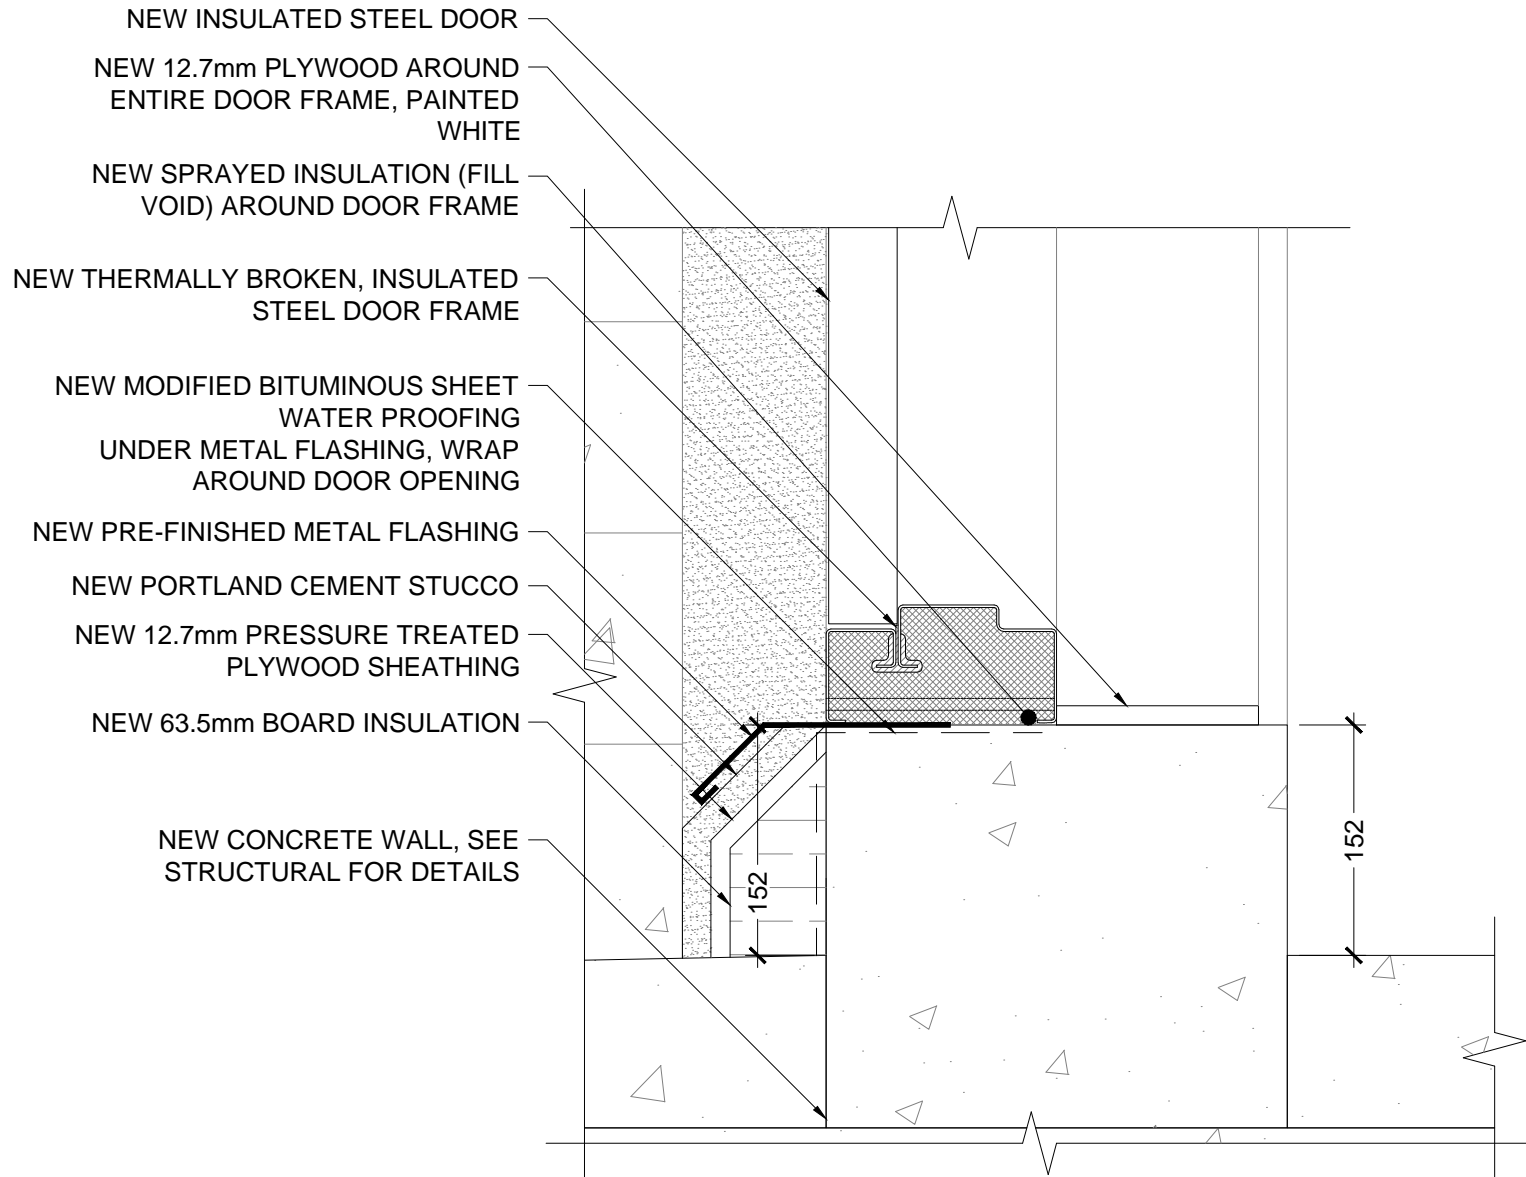 NEW INSULATED STEEL DOOR
NEW 12.7mm PLYWOOD AROUND
ENTIRE DOOR FRAME, PAINTED
WHITE
NEW SPRAYED INSULATION (FILL
VOID) AROUND DOOR FRAME
NEW THERMALLY BROKEN, INSULATED
STEEL DOOR FRAME
NEW MODIFIED BITUMINOUS SHEET
WATER PROOFING
UNDER METAL FLASHING, WRAP
AROUND DOOR OPENING
NEW PRE-FINISHED METAL FLASHING
NEW PORTLAND CEMENT STUCCO
NEW 12.7mm PRESSURE TREATED
PLYWOOD SHEATHING
NEW 63.5mm BOARD INSULATION
NEW CONCRETE WALL, SEE
STRUCTURAL FOR DETAILS
152
152